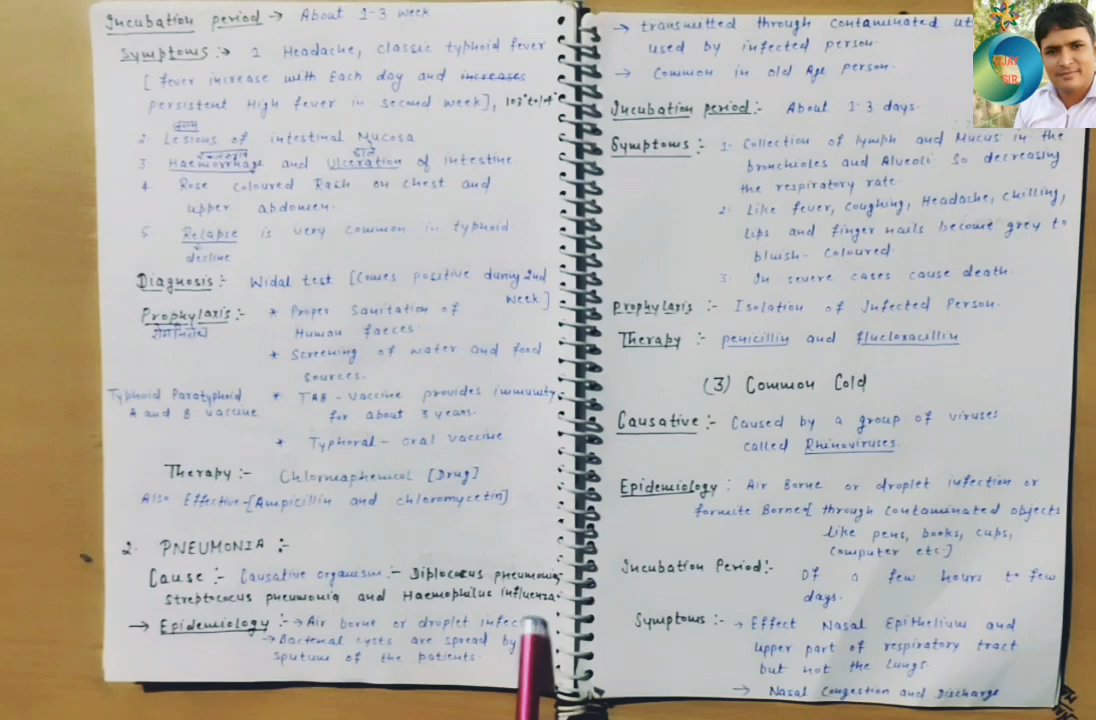 Incubation period → About 1-3 week
Symptoms :→ 1 Headache, classic typhoid fever
[ fever increase with Each day and increases
persistent High fever in second week],
2. Lesions of intestinal Mucosa
3 Haemorrhage and Ulceration of intestine
4 Rose coloured Rash on chest and
upper abdomen.
5 Relapse is very common in typhoid
decline
Diagnosis :- Widal test [Comes positive during 2nd
Week]
Prophylaxis :- * Proper Sanitation of
Human faeces.
* Screening of water and food
sources.
Typhoid Paratyphoid
A and B vaccine
* TAB - Vaccine provides immunity
for about 3 years.
* Typhoral - oral vaccine
Therapy :- Chlormaphenicol [Drug]
Also Effective-[Ampicillin and chloromycetin]
2. PNEUMONIA :-
Cause :- Causative organism :- Diplococus pneumonia,
Streptococus pneumonia and Haemophilus influenza.
→ Epidemiology :- → Air borne or droplet infec
→ Bacterial cysts are spread by
sputum of the patients.
→ transmitted through contaminated ut
used by infected person.
→ Common in old Age person.
Incubation period :- About 1-3 days.
Symptoms :- 1. Collection of lymph and Mucus in the
bronchioles and Alveoli so decreasing
the respiratory rate.
2. Like fever, coughing, Headache, chilling,
lips and finger nails become grey to
bluish- coloured.
3. In severe cases cause death.
Prophylaxis :- Isolation of Infected Person.
Therapy :- penicillin and flucloxacillin
(3) Common Cold
Causative :- Caused by a group of viruses
called Rhinoviruses.
Epidemiology : Air Borne or droplet infection or
formite Borne[ through contaminated objects
like pens, books, cups,
computer etc.]
Incubation Period :- Of a few hours to few
days.
Symptoms :- → Effect Nasal Epithelium and
upper part of respiratory tract
but not the lungs.
→ Nasal Congestion and Discharge
SIR